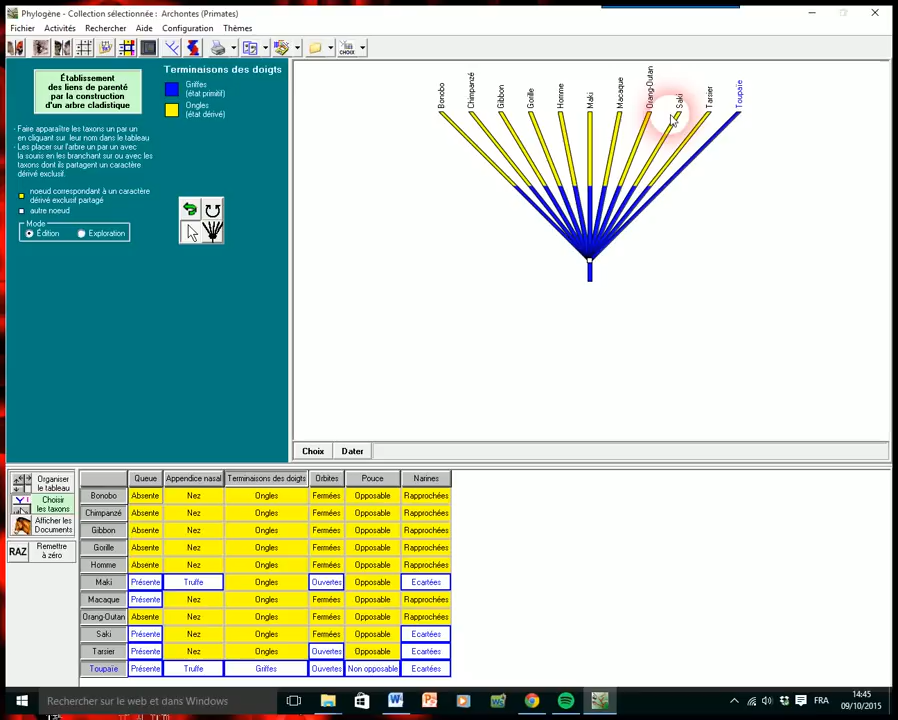 Phylogène - Collection sélectionnée : Archontes (Primates)
Fichier Activités Rechercher Aide Configuration Thèmes
CHOIX
Établissement
des liens de parenté
par la construction
d'un arbre cladistique
Terminaisons des doigts
Griffes
(état primitif)
Ongles
(état dérivé)
- Faire apparaître les taxons un par un
en cliquant sur leur nom dans le tableau
- Les placer sur l'arbre un par un avec
la souris en les branchant sur ou avec les
taxons dont ils partagent un caractère
dérivé exclusif.
noeud correspondant à un caractère
dérivé exclusif partagé
autre noeud
Mode
Édition Exploration
Bonobo Chimpanzé Gibbon Gorille Homme Maki Macaque Orang-Outan Saki Tarsier Toupaïe
Choix Dater
Organiser
le tableau
Choisir
les taxons
Afficher les
Documents
RAZ Remettre
à zéro
Queue Appendice nasal Terminaisons des doigts Orbites Pouce Narines
Bonobo Absente Nez Ongles Fermées Opposable Rapprochées
Chimpanzé Absente Nez Ongles Fermées Opposable Rapprochées
Gibbon Absente Nez Ongles Fermées Opposable Rapprochées
Gorille Absente Nez Ongles Fermées Opposable Rapprochées
Homme Absente Nez Ongles Fermées Opposable Rapprochées
Maki Présente Truffe Ongles Ouvertes Opposable Ecartées
Macaque Présente Nez Ongles Fermées Opposable Rapprochées
Orang-Outan Absente Nez Ongles Fermées Opposable Rapprochées
Saki Présente Nez Ongles Fermées Opposable Ecartées
Tarsier Présente Nez Ongles Ouvertes Opposable Ecartées
Toupaïe Présente Truffe Griffes Ouvertes Non opposable Ecartées
Rechercher sur le web et dans Windows
FRA
14:45
09/10/2015